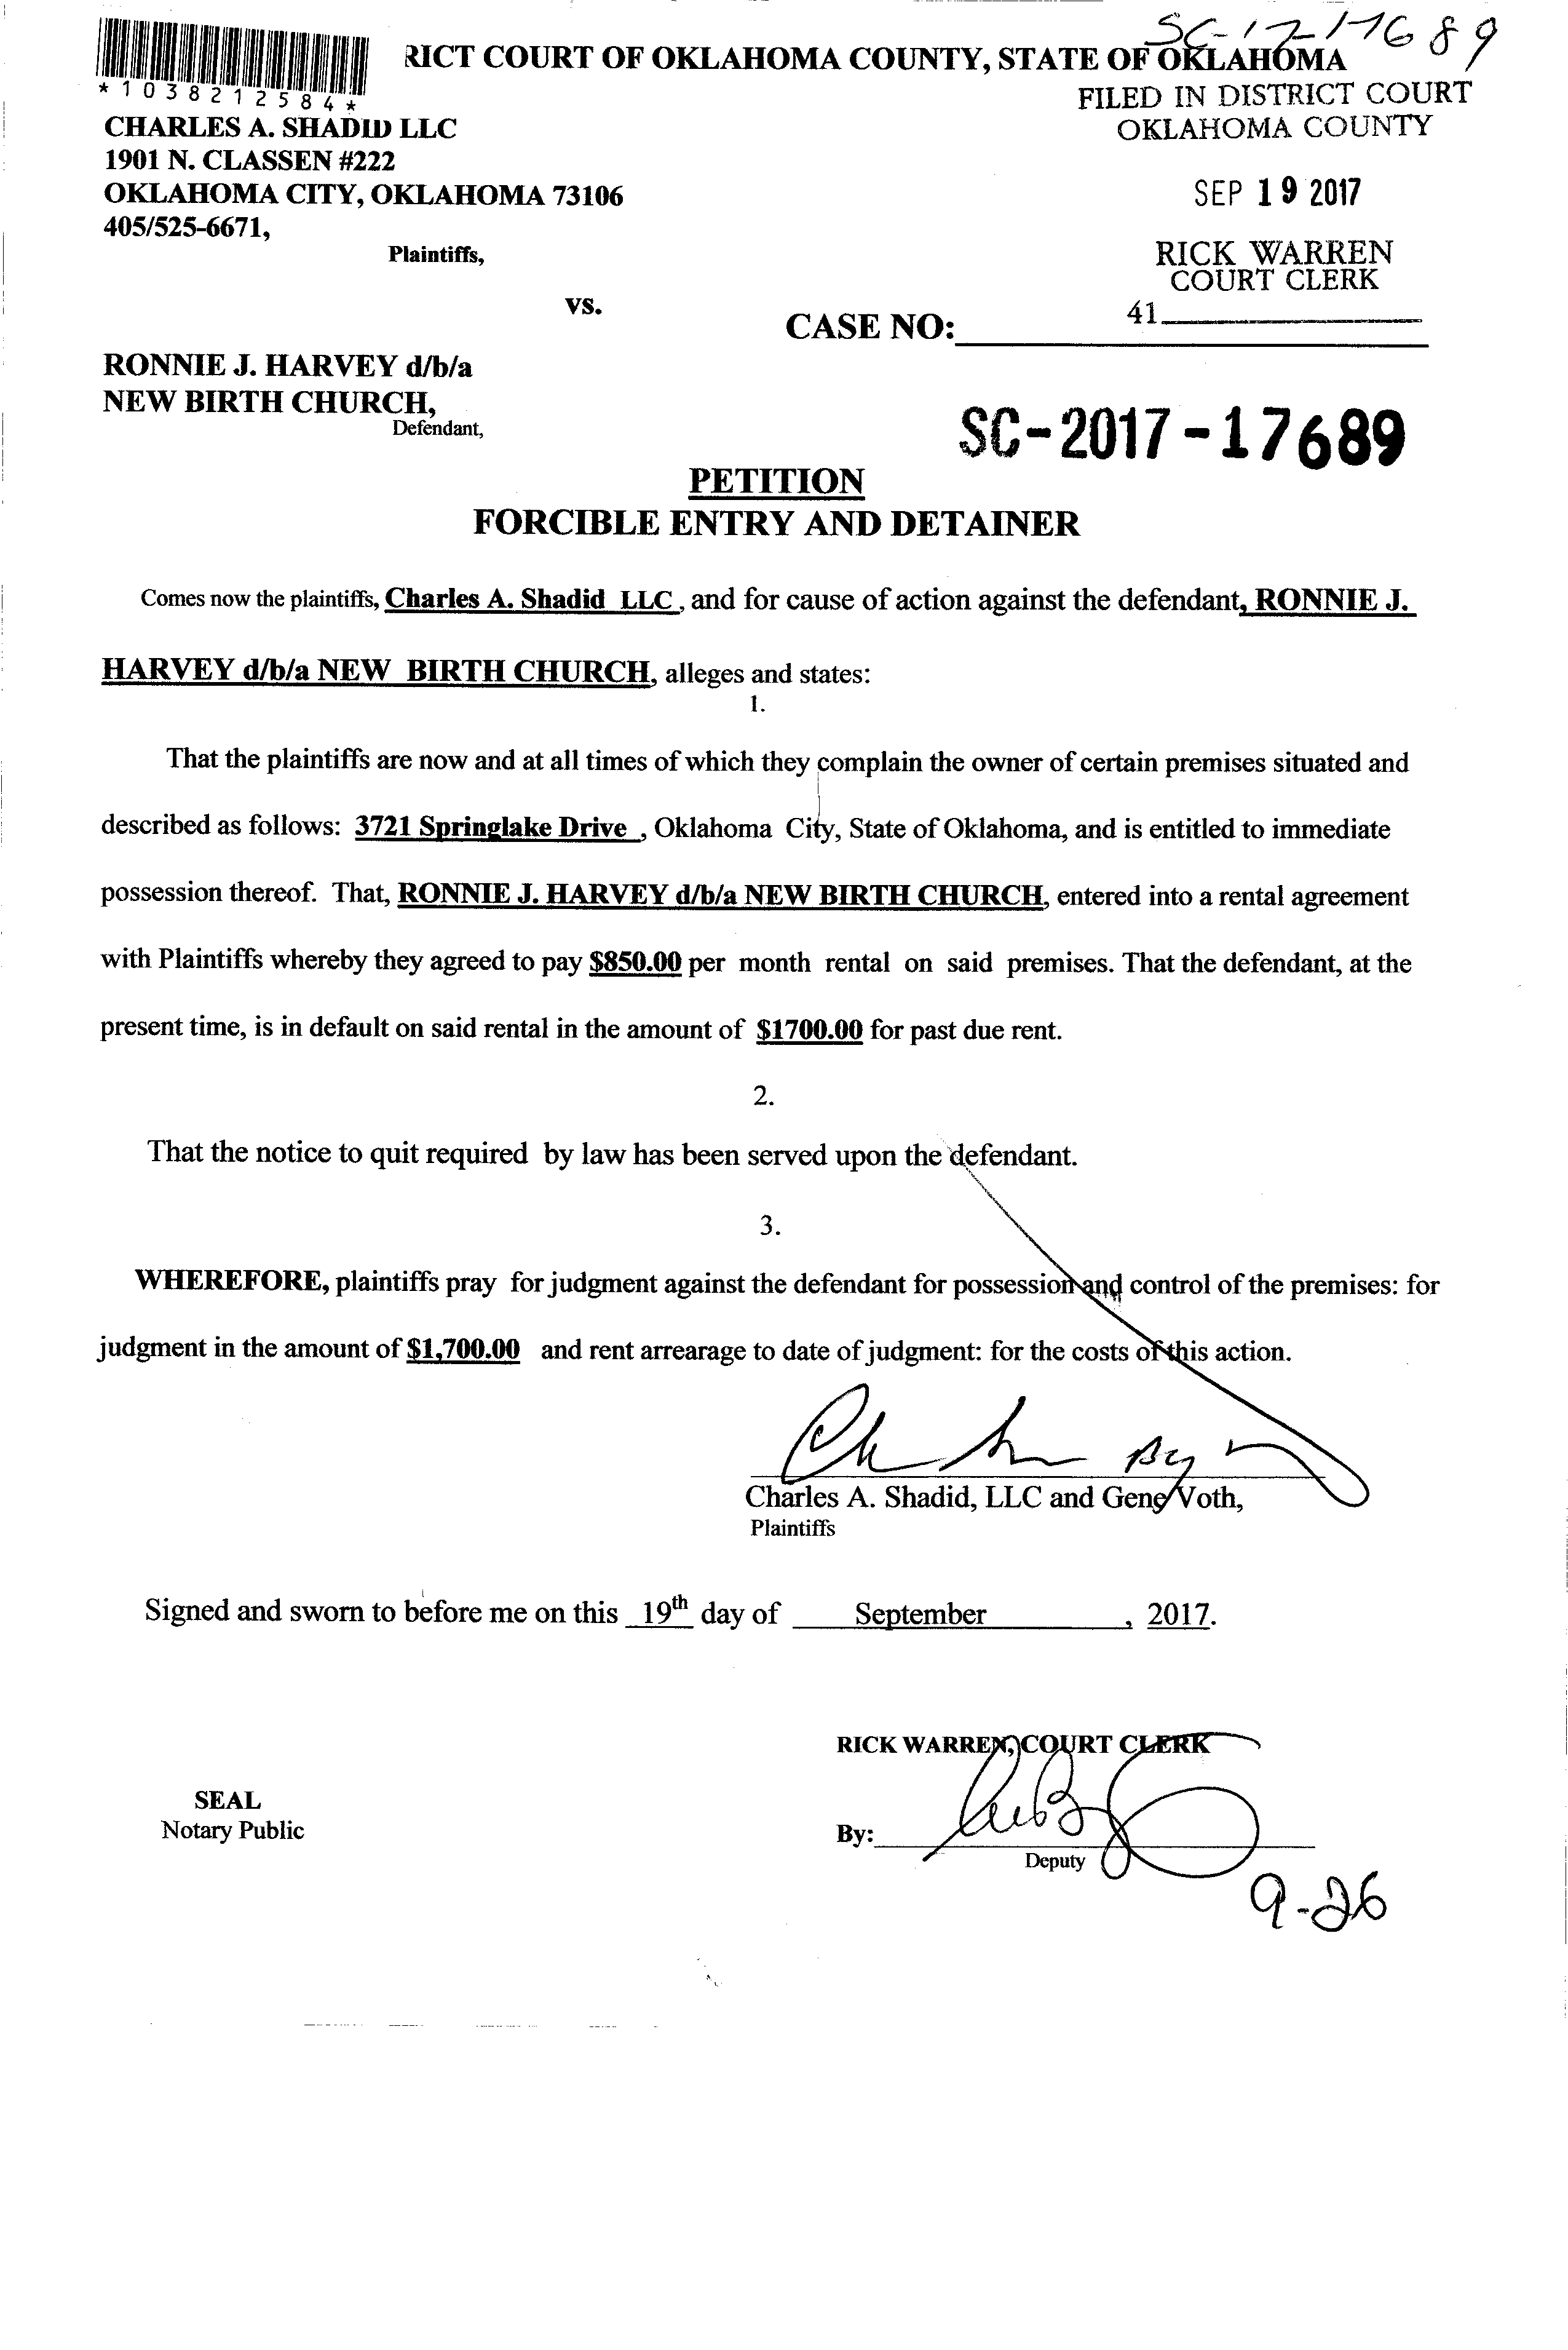 SC-17-17689
RICT COURT OF OKLAHOMA COUNTY, STATE OF OKLAHOMA
*1038212584*
FILED IN DISTRICT COURT
OKLAHOMA COUNTY
CHARLES A. SHADID LLC
1901 N. CLASSEN #222
OKLAHOMA CITY, OKLAHOMA 73106
405/525-6671,
SEP 19 2017
Plaintiffs,
RICK WARREN
COURT CLERK
vs.
41
CASE NO:
RONNIE J. HARVEY d/b/a
NEW BIRTH CHURCH,
Defendant,
SC-2017-17689
PETITION
FORCIBLE ENTRY AND DETAINER
Comes now the plaintiffs, Charles A. Shadid LLC , and for cause of action against the defendant, RONNIE J.
HARVEY d/b/a NEW BIRTH CHURCH, alleges and states:
1.
That the plaintiffs are now and at all times of which they complain the owner of certain premises situated and
described as follows: 3721 Springlake Drive , Oklahoma City, State of Oklahoma, and is entitled to immediate
possession thereof. That, RONNIE J. HARVEY d/b/a NEW BIRTH CHURCH, entered into a rental agreement
with Plaintiffs whereby they agreed to pay $850.00 per month rental on said premises. That the defendant, at the
present time, is in default on said rental in the amount of $1700.00 for past due rent.
2.
That the notice to quit required by law has been served upon the defendant.
3.
WHEREFORE, plaintiffs pray for judgment against the defendant for possession and control of the premises: for
judgment in the amount of $1,700.00 and rent arrearage to date of judgment: for the costs of this action.
By
Charles A. Shadid, LLC and Gene Voth,
Plaintiffs
Signed and sworn to before me on this 19th day of September , 2017.
RICK WARREN, COURT CLERK
SEAL
Notary Public
By:
Deputy
9-26